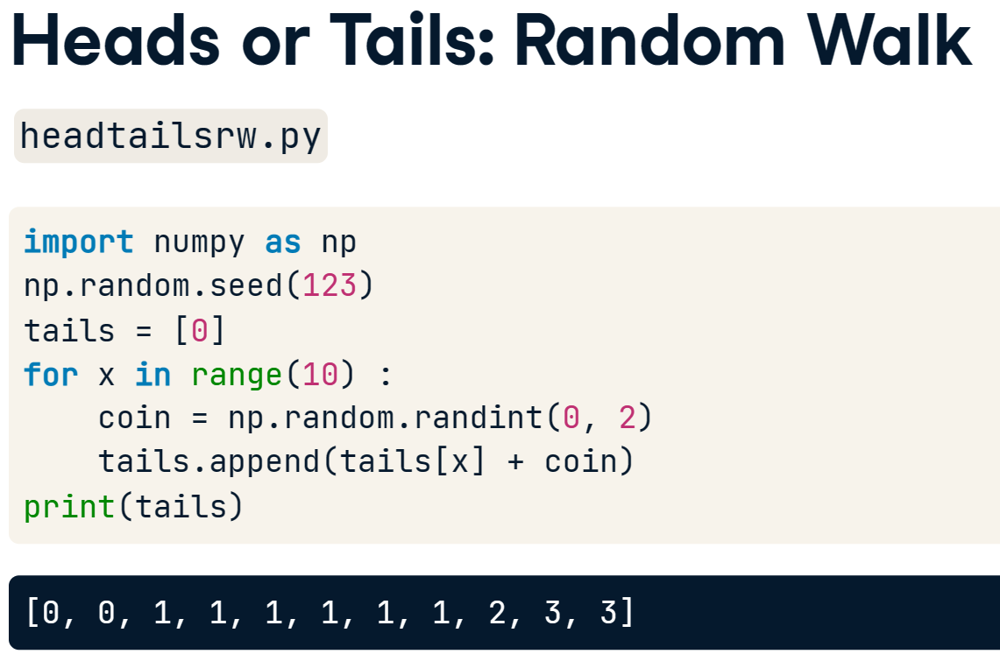 Heads or Tails: Random Walk
headtailsrw.py
import numpy as np
np.random.seed(123)
tails = [0]
for x in range(10) :
    coin = np.random.randint(0, 2)
    tails.append(tails[x] + coin)
print(tails)
[0, 0, 1, 1, 1, 1, 1, 1, 2, 3, 3]